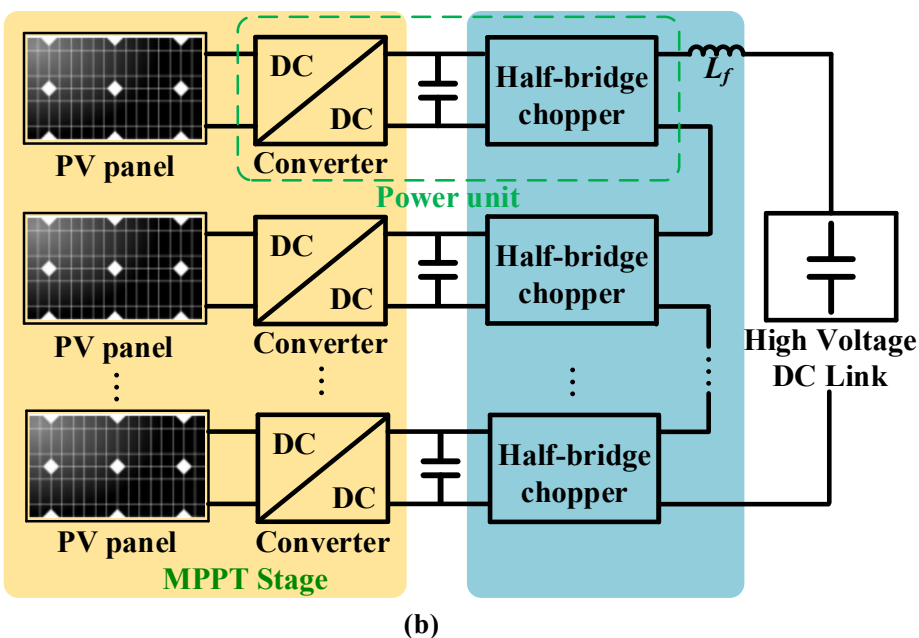 DC
DC
Converter
PV panel
Half-bridge
chopper
L_f
Power unit
DC
DC
Converter
PV panel
Half-bridge
chopper
High Voltage
DC Link
DC
DC
Converter
PV panel
Half-bridge
chopper
MPPT Stage
(b)